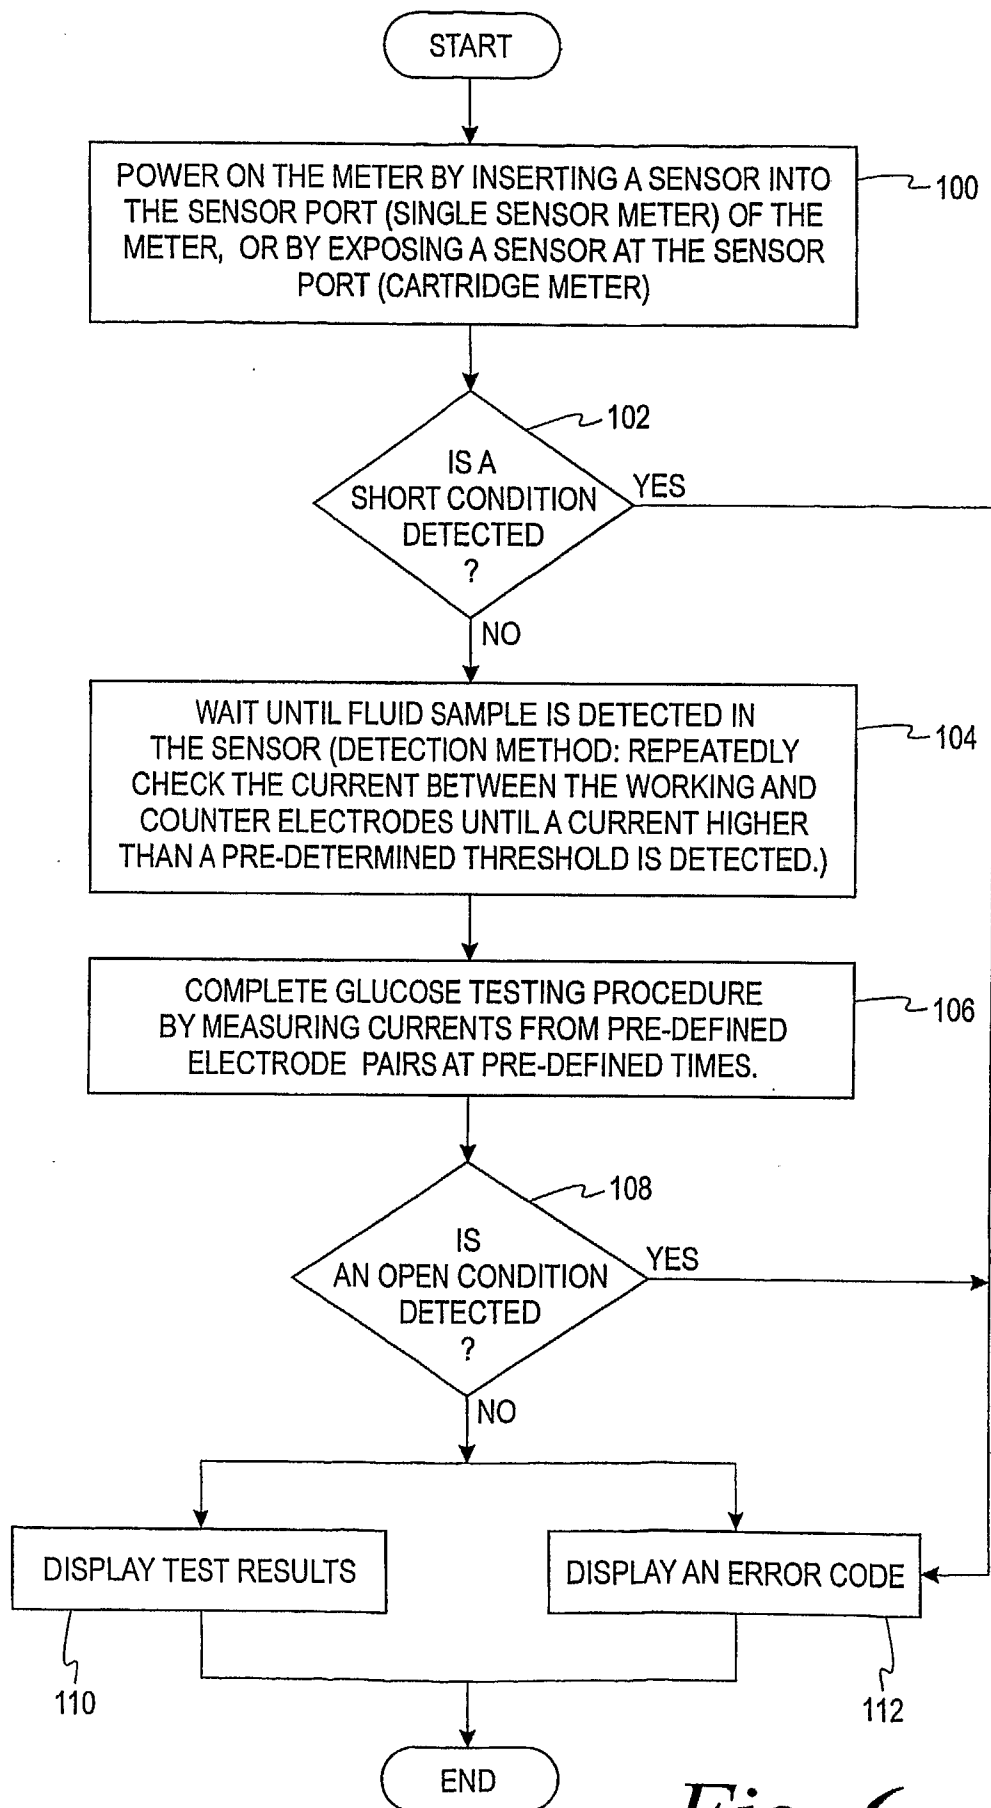 START
POWER ON THE METER BY INSERTING A SENSOR INTO
THE SENSOR PORT (SINGLE SENSOR METER) OF THE
METER, OR BY EXPOSING A SENSOR AT THE SENSOR
PORT (CARTRIDGE METER)
100
102
IS A
SHORT CONDITION
DETECTED
?
YES
NO
WAIT UNTIL FLUID SAMPLE IS DETECTED IN
THE SENSOR (DETECTION METHOD: REPEATEDLY
CHECK THE CURRENT BETWEEN THE WORKING AND
COUNTER ELECTRODES UNTIL A CURRENT HIGHER
THAN A PRE-DETERMINED THRESHOLD IS DETECTED.)
104
COMPLETE GLUCOSE TESTING PROCEDURE
BY MEASURING CURRENTS FROM PRE-DEFINED
ELECTRODE PAIRS AT PRE-DEFINED TIMES.
106
108
IS
AN OPEN CONDITION
DETECTED
?
YES
NO
DISPLAY TEST RESULTS
DISPLAY AN ERROR CODE
110
112
END